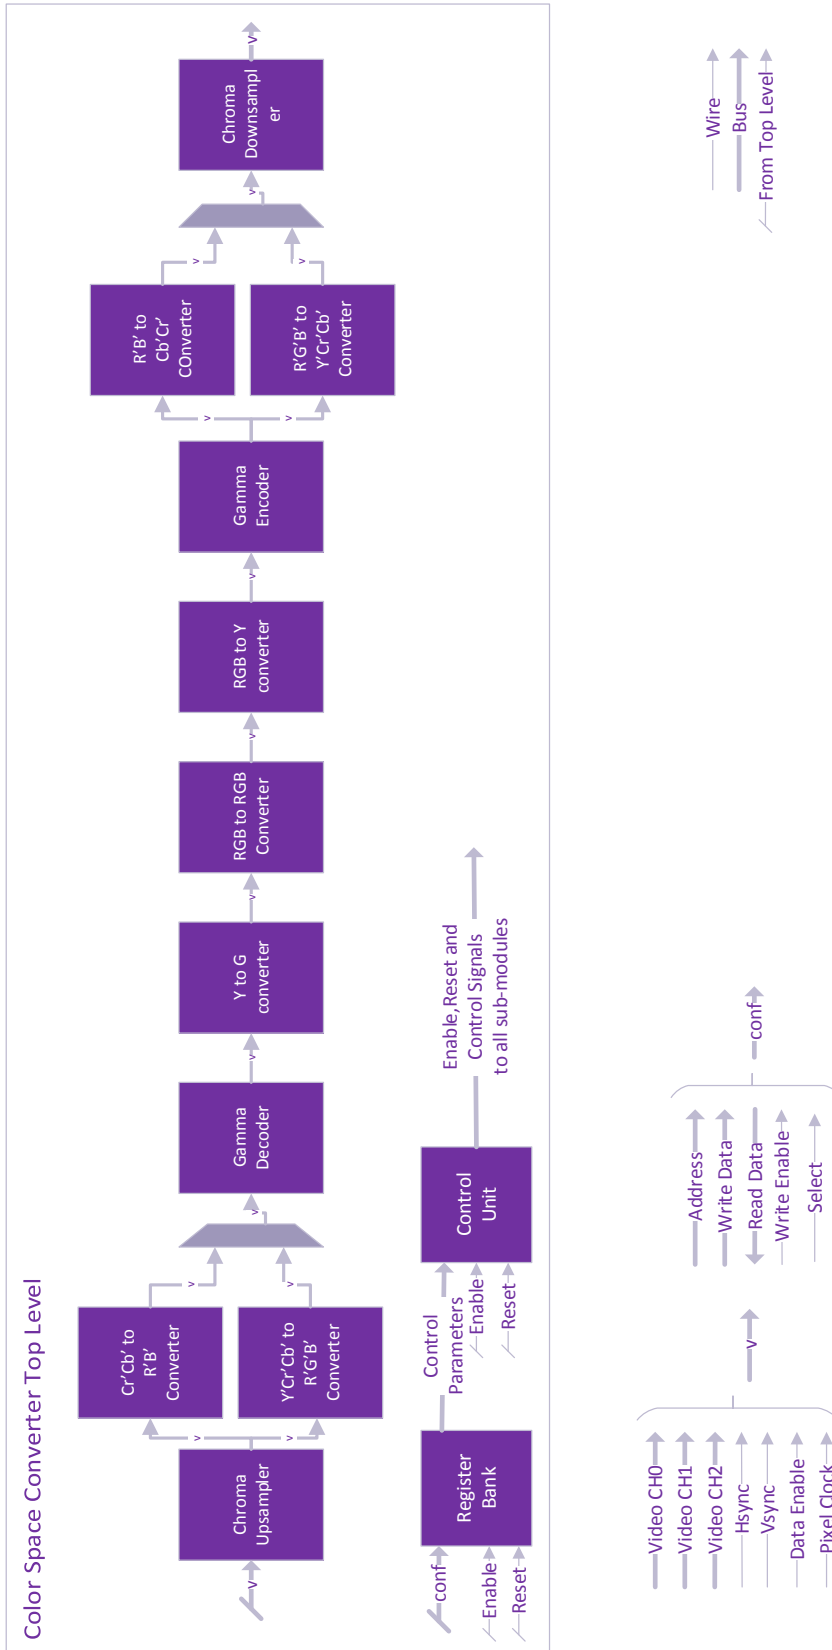 Color Space Converter Top Level
v
Chroma
Upsampler
v
v
Cr'Cb' to
R'B'
Converter
Y'Cr'Cb' to
R'G'B'
Converter
v
v
v
Gamma
Decoder
v
Y to G
converter
v
RGB to RGB
Converter
v
RGB to Y
converter
v
Gamma
Encoder
v
v
R'B' to
Cb'Cr'
COnverter
R'G'B' to
Y'Cr'Cb'
Converter
v
v
v
Chroma
Downsampl
er
v
conf
Enable
Reset
Register
Bank
Control
Parameters
Enable
Reset
Control
Unit
Enable,Reset and
Control Signals
to all sub-modules
Video CH0
Video CH1
Video CH2
Hsync
Vsync
Data Enable
Pixel Clock
v
Address
Write Data
Read Data
Write Enable
Select
conf
Wire
Bus
From Top Level